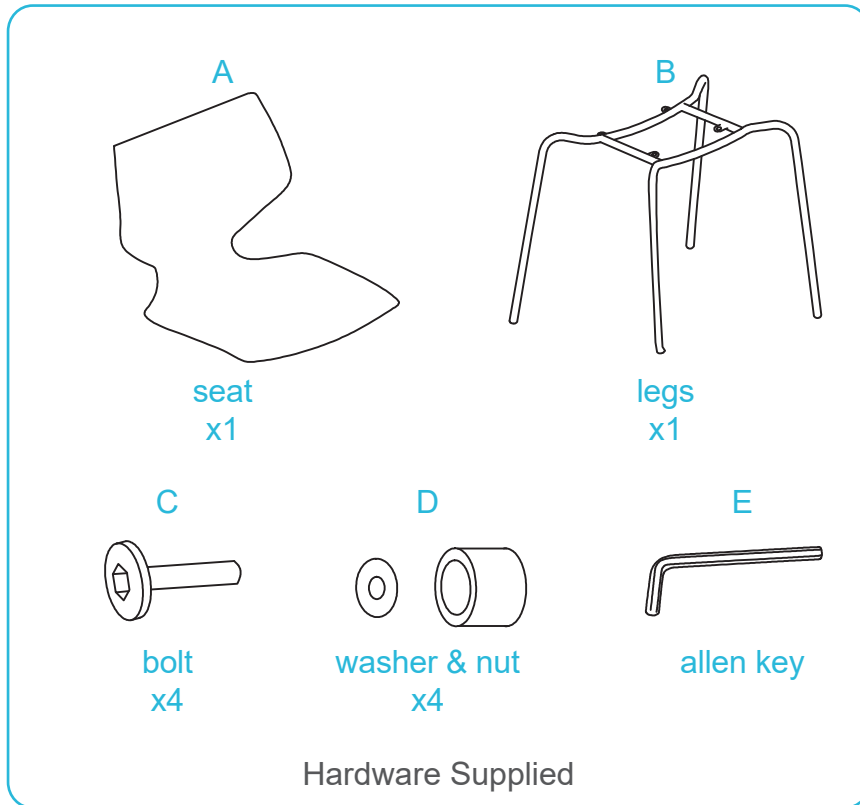 A
B
seat
x1
legs
x1
C
D
E
bolt
x4
washer & nut
x4
allen key
Hardware Supplied